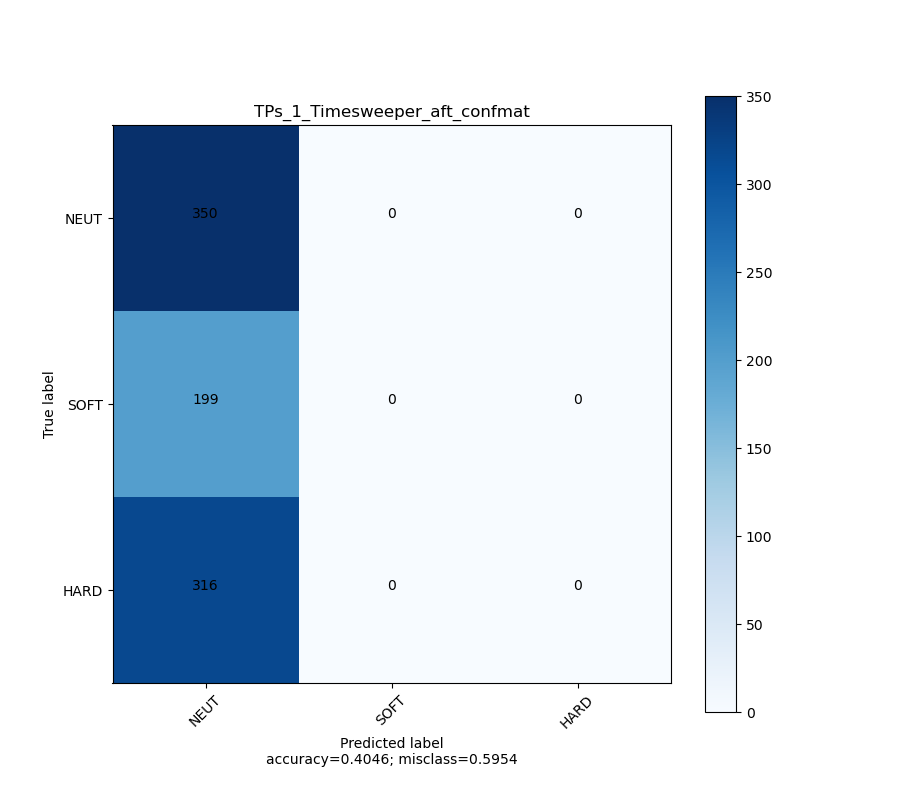 TPs_1_Timesweeper_aft_confmat
NEUT 350 0 0
SOFT 199 0 0
HARD 316 0 0
True label
NEUT SOFT HARD
Predicted label
accuracy=0.4046; misclass=0.5954
350
300
250
200
150
100
50
0